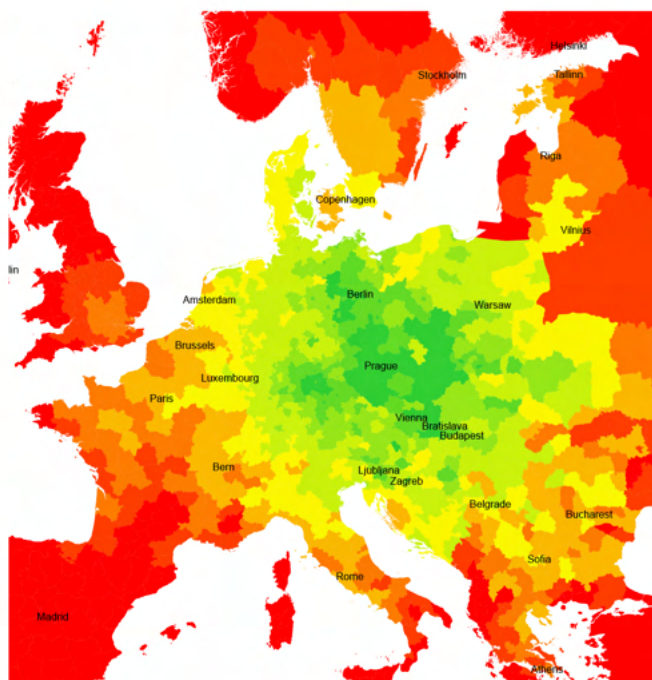 Helsinki
Stockholm
Tallinn
Riga
Copenhagen
Vilnius
lin
Berlin
Amsterdam
Warsaw
Brussels
Prague
Luxembourg
Paris
Vienna
Bratislava
Budapest
Bern
Ljubljana
Zagreb
Belgrade
Bucharest
Sofia
Rome
Madrid
Athens